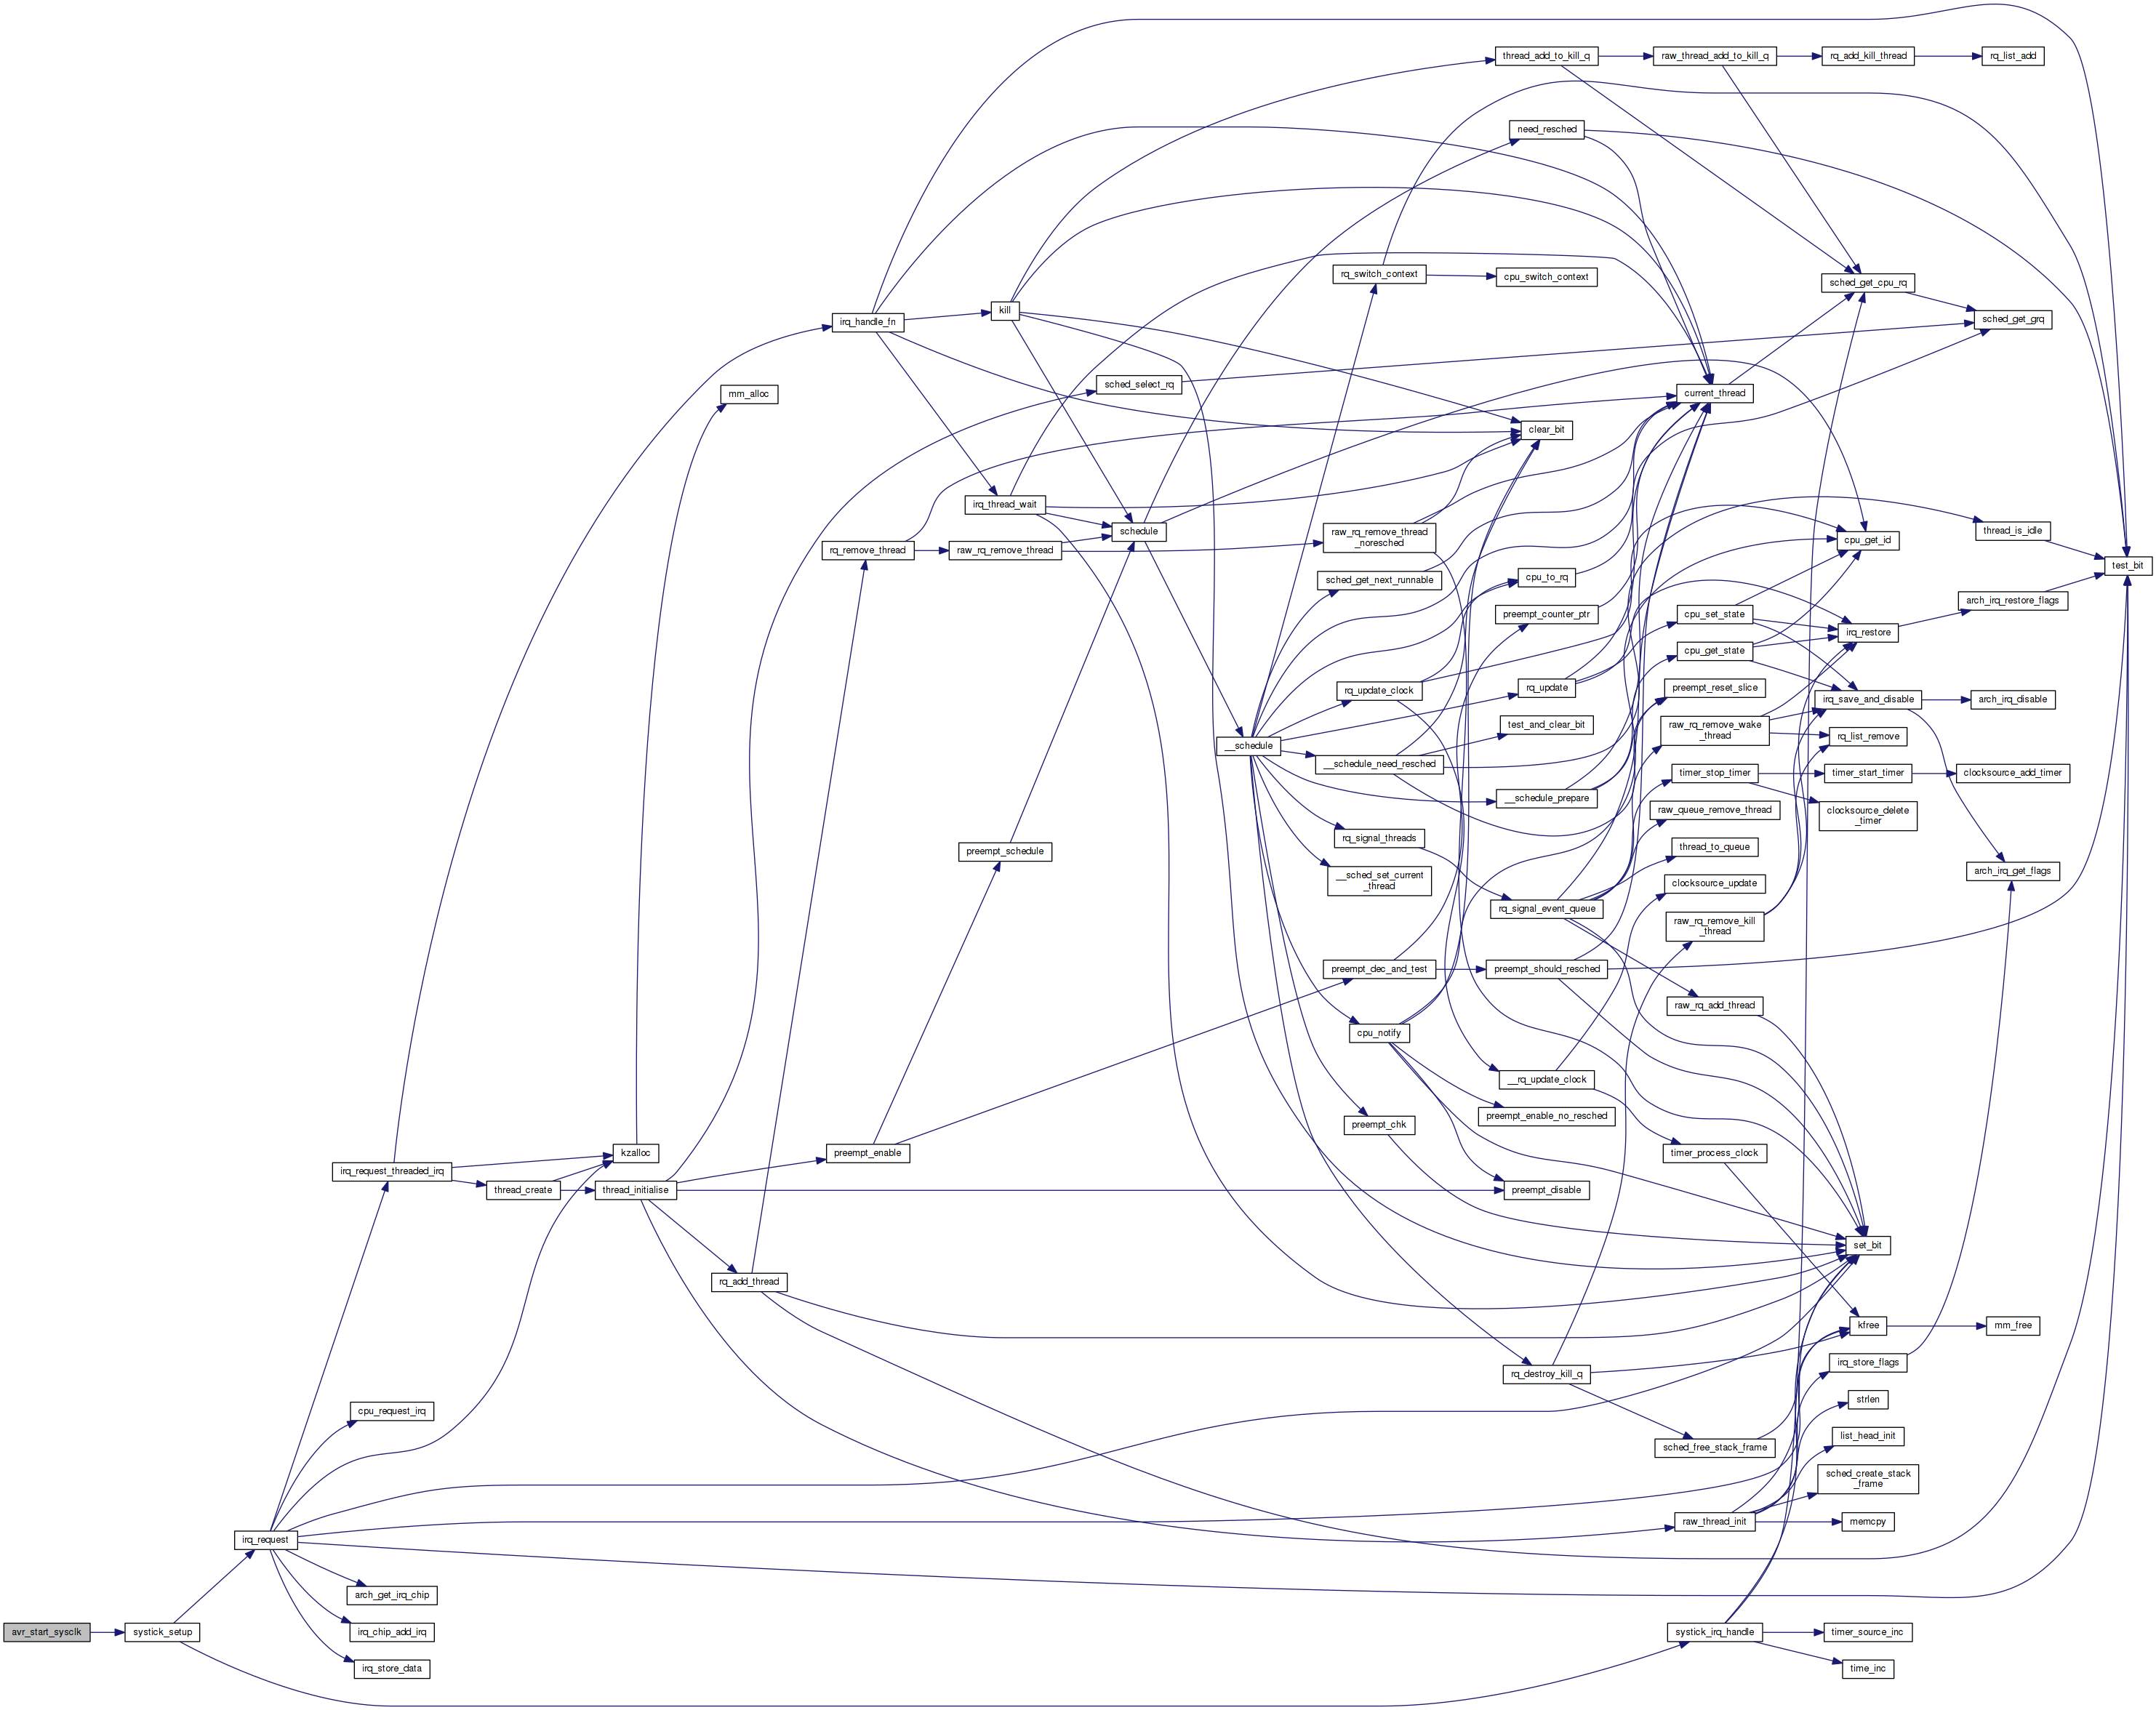 thread_add_to_kill_q
raw_thread_add_to_kill_q
rq_add_kill_thread
rq_list_add
need_resched
rq_switch_context
cpu_switch_context
sched_get_cpu_rq
sched_get_grq
irq_handle_fn
kill
mm_alloc
sched_select_rq
current_thread
clear_bit
irq_thread_wait
schedule
rq_remove_thread
raw_rq_remove_thread
raw_rq_remove_thread
_noresched
thread_is_idle
cpu_get_id
test_bit
sched_get_next_runnable
cpu_to_rq
preempt_counter_ptr
cpu_set_state
arch_irq_restore_flags
irq_restore
cpu_get_state
rq_update_clock
rq_update
preempt_reset_slice
irq_save_and_disable
arch_irq_disable
test_and_clear_bit
raw_rq_remove_wake
_thread
rq_list_remove
__schedule
__schedule_need_resched
timer_stop_timer
timer_start_timer
clocksource_add_timer
__schedule_prepare
raw_queue_remove_thread
clocksource_delete
_timer
rq_signal_threads
thread_to_queue
preempt_schedule
__sched_set_current
_thread
clocksource_update
arch_irq_get_flags
rq_signal_event_queue
raw_rq_remove_kill
_thread
preempt_dec_and_test
preempt_should_resched
raw_rq_add_thread
cpu_notify
__rq_update_clock
preempt_enable_no_resched
preempt_chk
timer_process_clock
kzalloc
preempt_enable
irq_request_threaded_irq
thread_create
thread_initialise
preempt_disable
set_bit
rq_add_thread
kfree
mm_free
rq_destroy_kill_q
irq_store_flags
strlen
cpu_request_irq
list_head_init
sched_free_stack_frame
sched_create_stack
_frame
raw_thread_init
memcpy
irq_request
arch_get_irq_chip
avr_start_sysclk
systick_setup
irq_chip_add_irq
systick_irq_handle
timer_source_inc
irq_store_data
time_inc